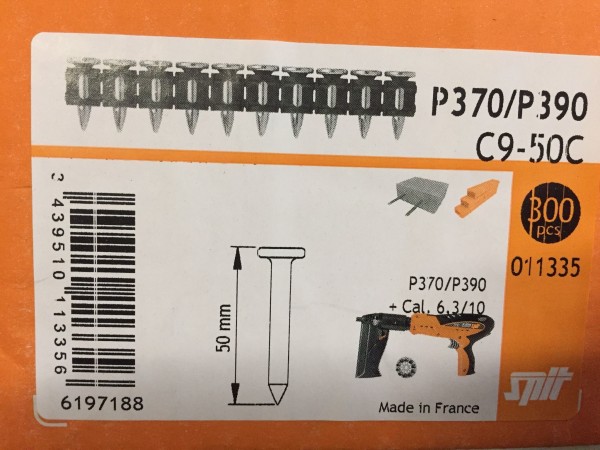 P370/P390
C9-50C
300
pcs
011335
3 439510 113356
6197188
50 mm
P370/P390
+ Cal. 6.3/10
Made in France
spit